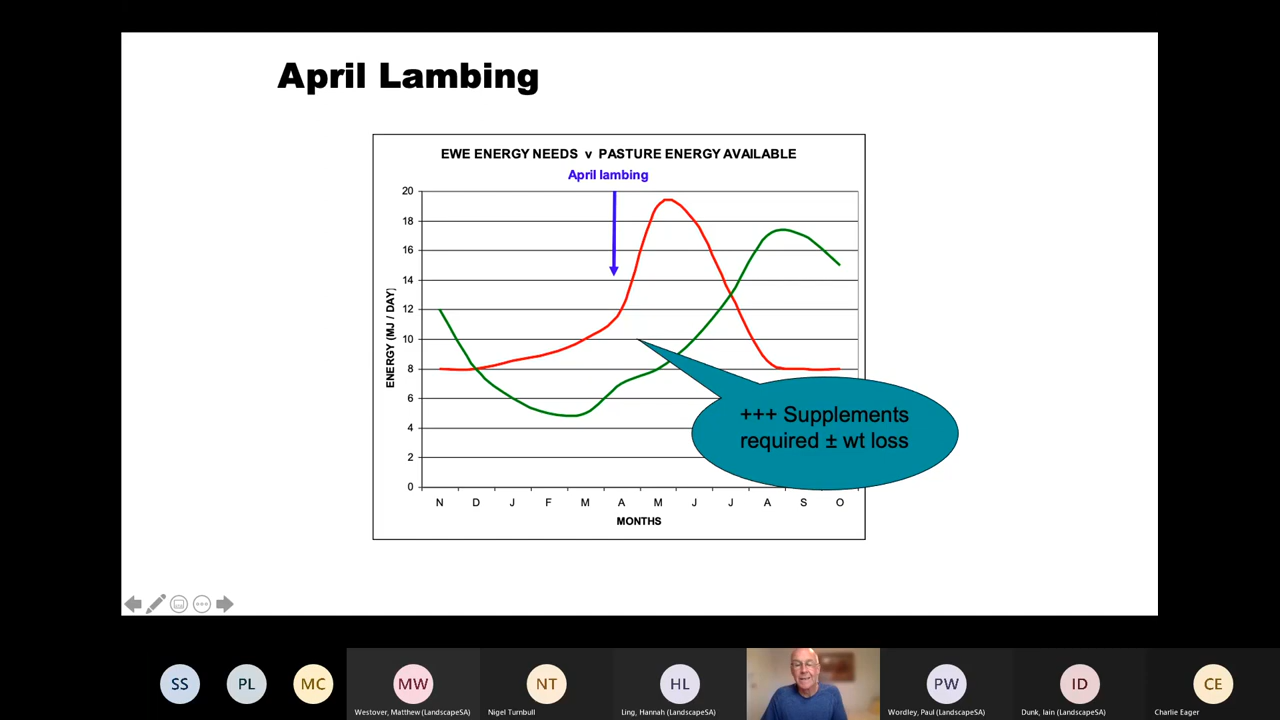 April Lambing
EWE ENERGY NEEDS v PASTURE ENERGY AVAILABLE
April lambing
20
18
16
14
12
10
8
6
4
2
0
ENERGY (MJ / DAY)
N D J F M A M J J A S O
MONTHS
+++ Supplements
required ± wt loss
SS
PL
MC
MW
Westover, Matthew (LandscapeSA)
NT
Nigel Turnbull
HL
Ling, Hannah (LandscapeSA)
PW
Wordley, Paul (LandscapeSA)
ID
Dunk, Iain (LandscapeSA)
CE
Charlie Eager